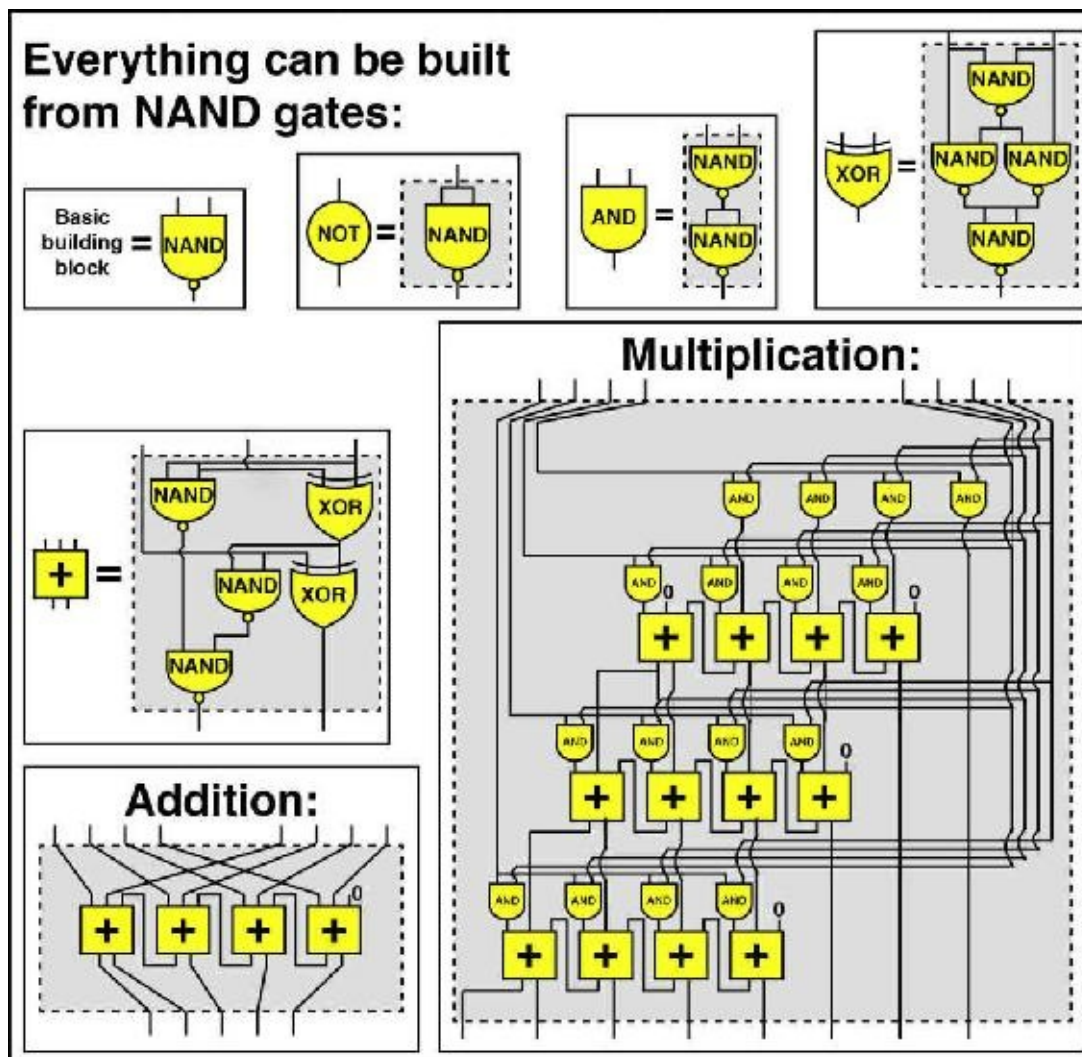 Everything can be built
from NAND gates:
Basic
building
block
=
NAND
NOT
=
NAND
AND
=
NAND
NAND
XOR
=
NAND
NAND
NAND
NAND
+
=
NAND
XOR
NAND
XOR
NAND
Addition:
0
+
+
+
+
Multiplication:
AND
AND
AND
AND
AND
AND
AND
AND
0
0
+
+
+
+
AND
AND
AND
AND
0
+
+
+
+
AND
AND
AND
AND
0
+
+
+
+